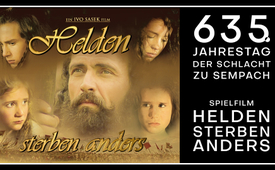 EIN IVO SASEK FILM
Helden
sterben anders
635.
JAHRESTAG
DER SCHLACHT
ZU SEMPACH
SPIELFILM
HELDEN
STERBEN
ANDERS